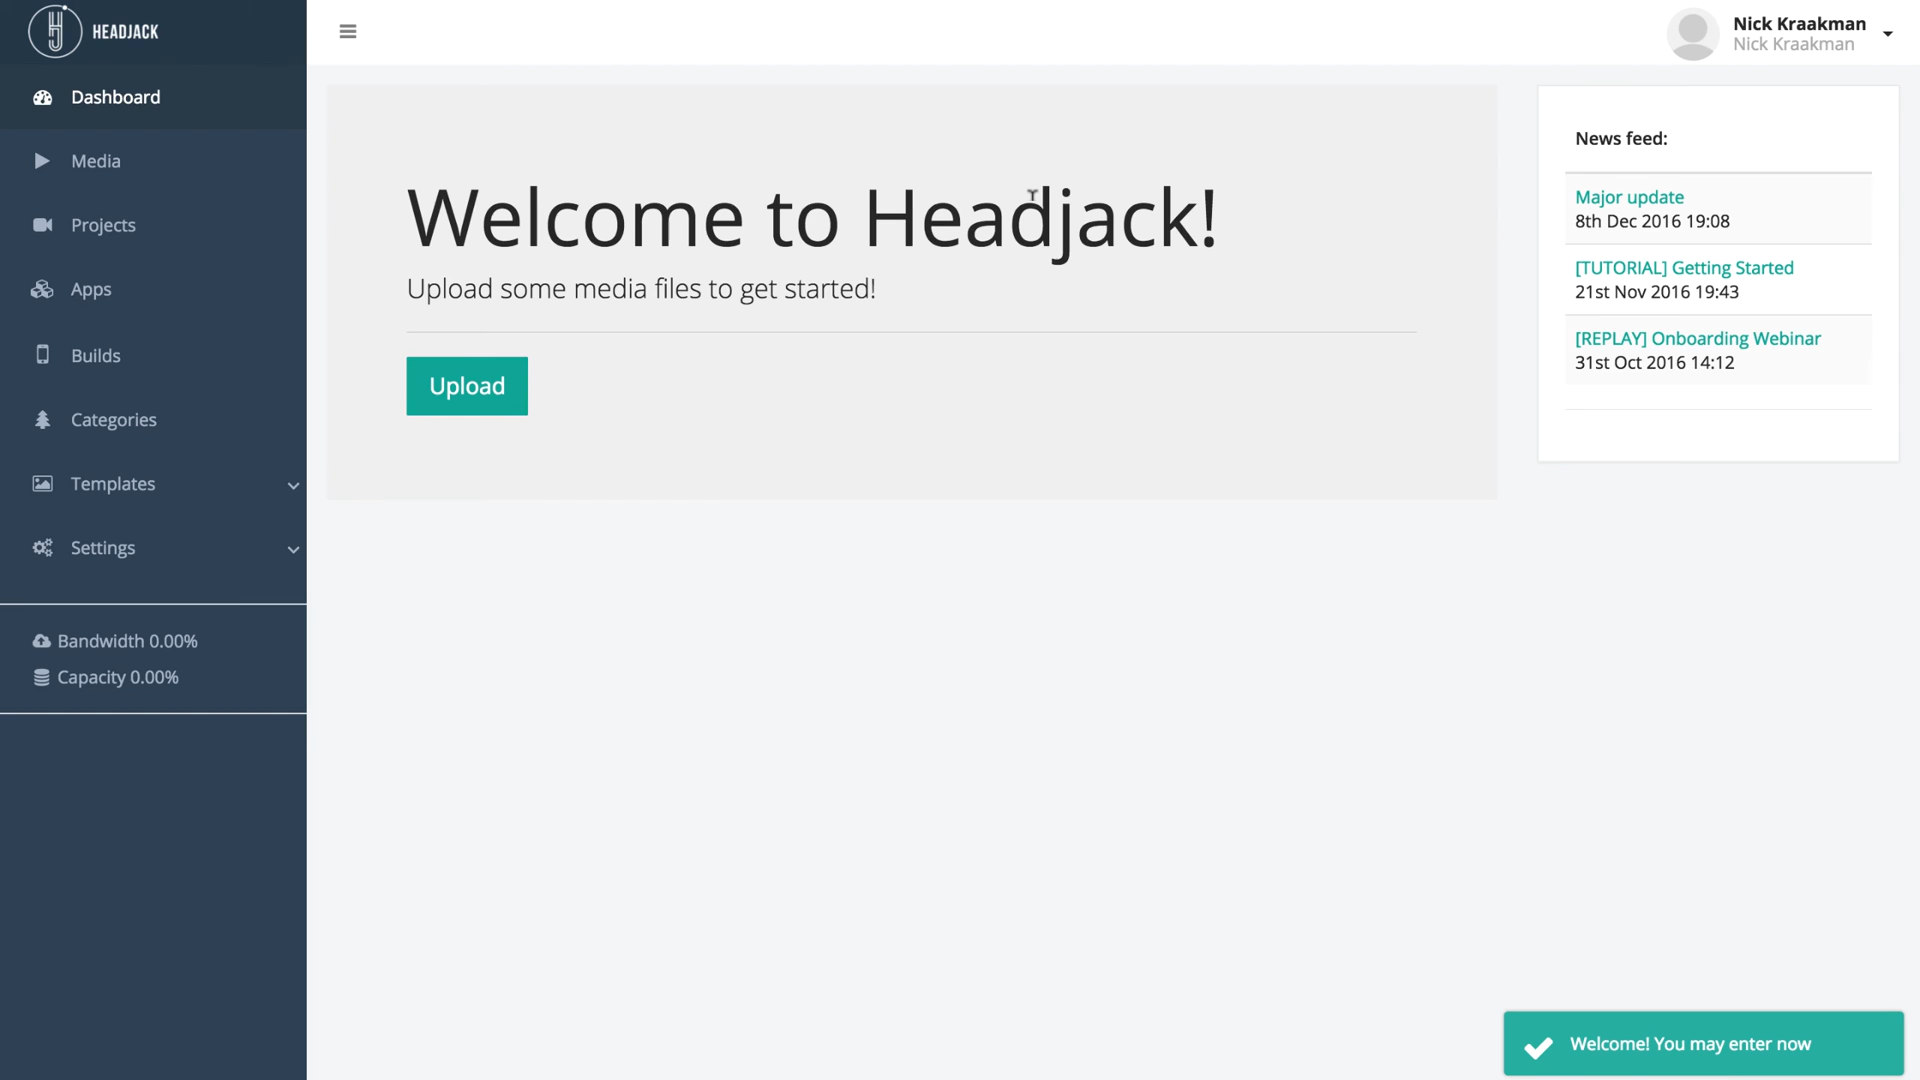 HEADJACK
Nick Kraakman
Nick Kraakman
Dashboard
Media
Projects
Apps
Builds
Categories
Templates
Settings
Bandwidth 0.00%
Capacity 0.00%
Welcome to Headjack!
Upload some media files to get started!
Upload
News feed:
Major update
8th Dec 2016 19:08
[TUTORIAL] Getting Started
21st Nov 2016 19:43
[REPLAY] Onboarding Webinar
31st Oct 2016 14:12
Welcome! You may enter now